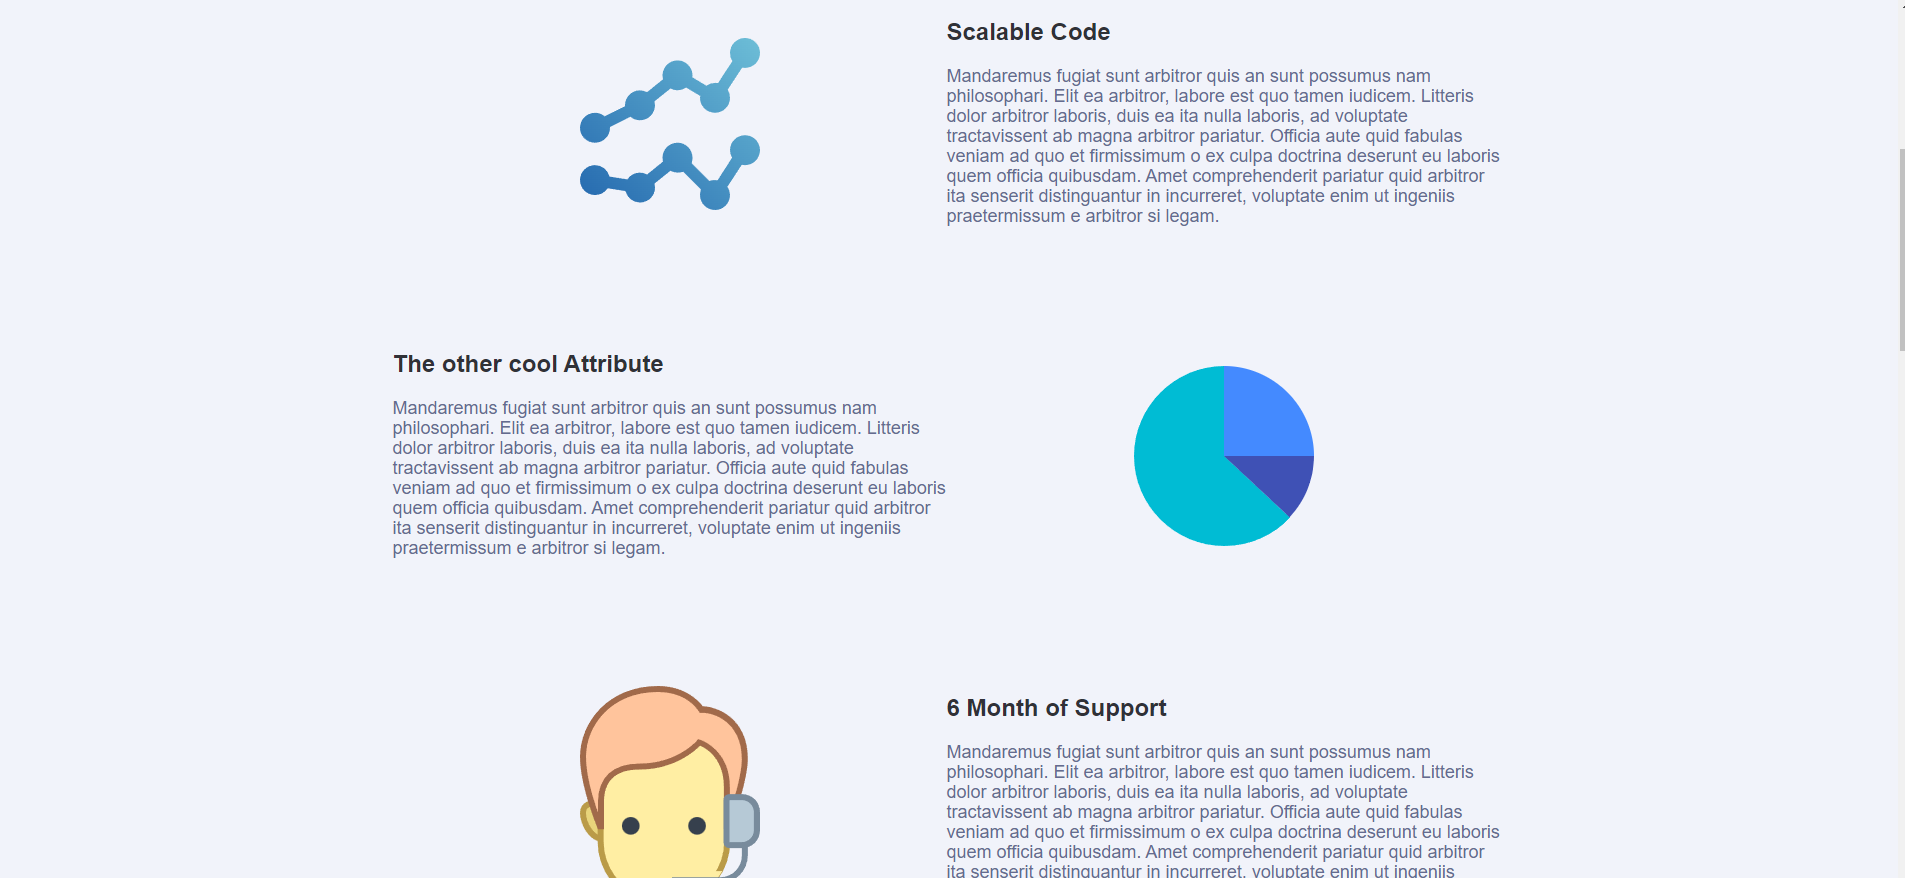 Scalable Code
Mandaremus fugiat sunt arbitror quis an sunt possumus nam
philosophari. Elit ea arbitror, labore est quo tamen iudicem. Litteris
dolor arbitror laboris, duis ea ita nulla laboris, ad voluptate
tractavissent ab magna arbitror pariatur. Officia aute quid fabulas
veniam ad quo et firmissimum o ex culpa doctrina deserunt eu laboris
quem officia quibusdam. Amet comprehenderit pariatur quid arbitror
ita senserit distinguantur in incurreret, voluptate enim ut ingeniis
praetermissum e arbitror si legam.
The other cool Attribute
Mandaremus fugiat sunt arbitror quis an sunt possumus nam
philosophari. Elit ea arbitror, labore est quo tamen iudicem. Litteris
dolor arbitror laboris, duis ea ita nulla laboris, ad voluptate
tractavissent ab magna arbitror pariatur. Officia aute quid fabulas
veniam ad quo et firmissimum o ex culpa doctrina deserunt eu laboris
quem officia quibusdam. Amet comprehenderit pariatur quid arbitror
ita senserit distinguantur in incurreret, voluptate enim ut ingeniis
praetermissum e arbitror si legam.
6 Month of Support
Mandaremus fugiat sunt arbitror quis an sunt possumus nam
philosophari. Elit ea arbitror, labore est quo tamen iudicem. Litteris
dolor arbitror laboris, duis ea ita nulla laboris, ad voluptate
tractavissent ab magna arbitror pariatur. Officia aute quid fabulas
veniam ad quo et firmissimum o ex culpa doctrina deserunt eu laboris
quem officia quibusdam. Amet comprehenderit pariatur quid arbitror
ita senserit distinguantur in incurreret, voluptate enim ut ingeniis